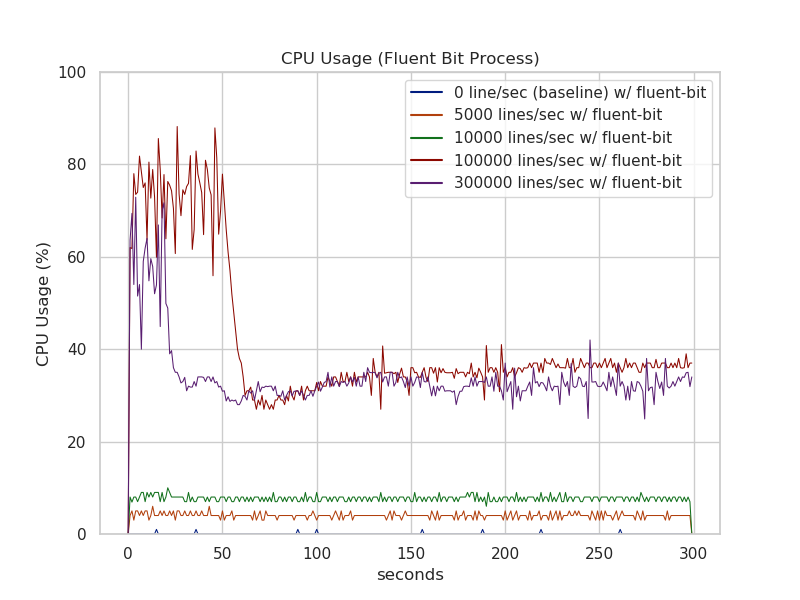 CPU Usage (Fluent Bit Process)
100
80
60
40
20
0
CPU Usage (%)
0 line/sec (baseline) w/ fluent-bit
5000 lines/sec w/ fluent-bit
10000 lines/sec w/ fluent-bit
100000 lines/sec w/ fluent-bit
300000 lines/sec w/ fluent-bit
0 50 100 150 200 250 300
seconds